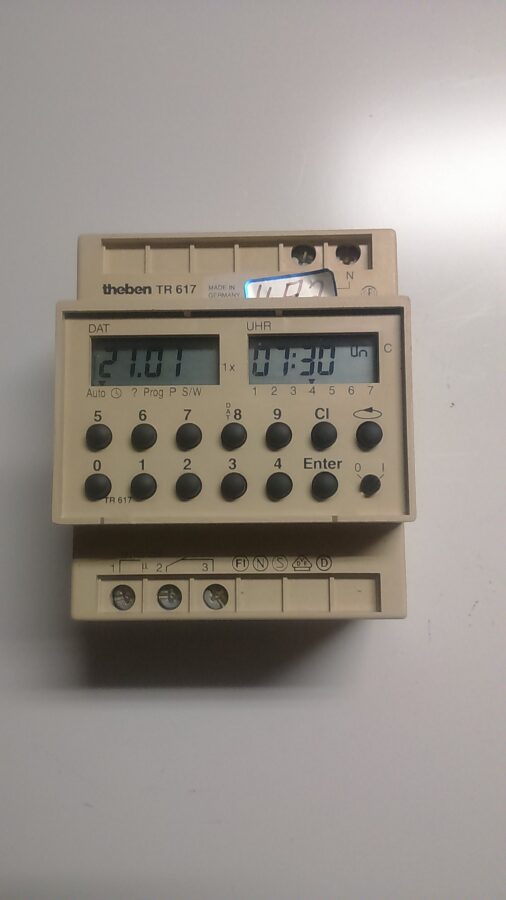 N
theben TR 617 MADE IN GERMANY
DAT UHR
21.01 1x 07:30 Un C
Auto ? Prog P S/W 1 2 3 4 5 6 7
5 6 7 DAT 8 9 Cl
0 1 2 3 4 Enter 0 I
TR 617
1 µ 2 3 FI N S D